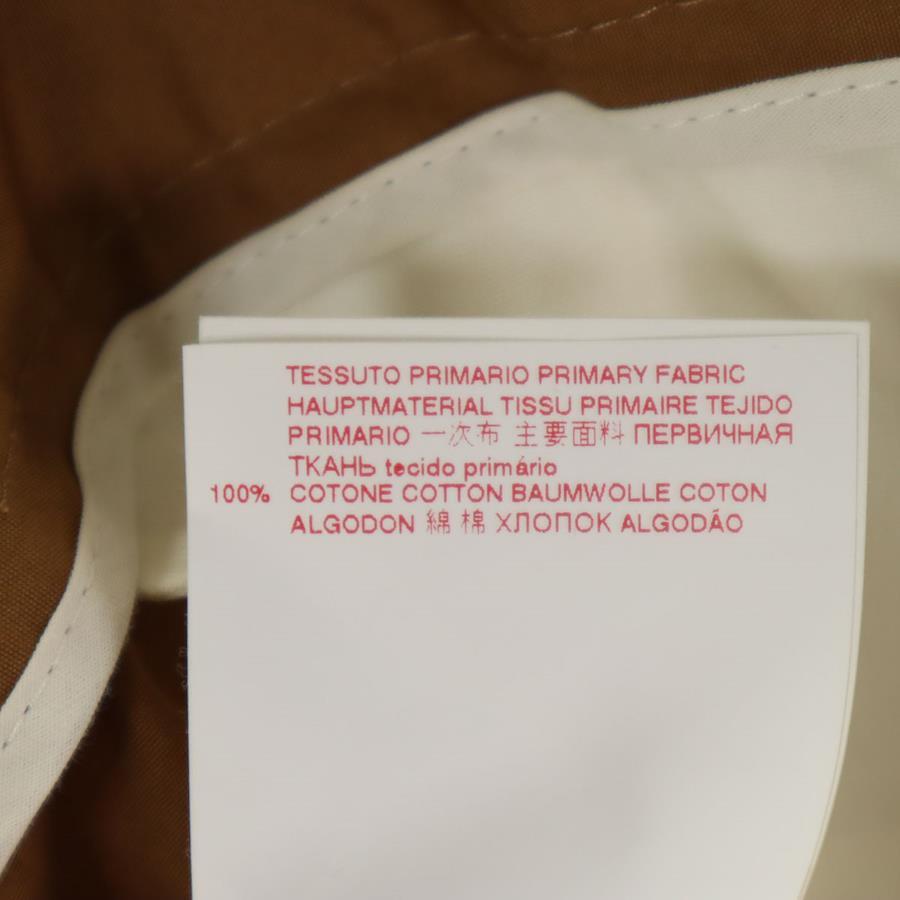 TESSUTO PRIMARIO PRIMARY FABRIC
HAUPTMATERIAL TISSU PRIMAIRE TEJIDO
PRIMARIO 一次布 主要面料 ПЕРВИЧНАЯ
ТКАНЬ tecido primário
100% COTONE COTTON BAUMWOLLE COTON
ALGODON 綿 棉 ХЛОПОК ALGODÃO